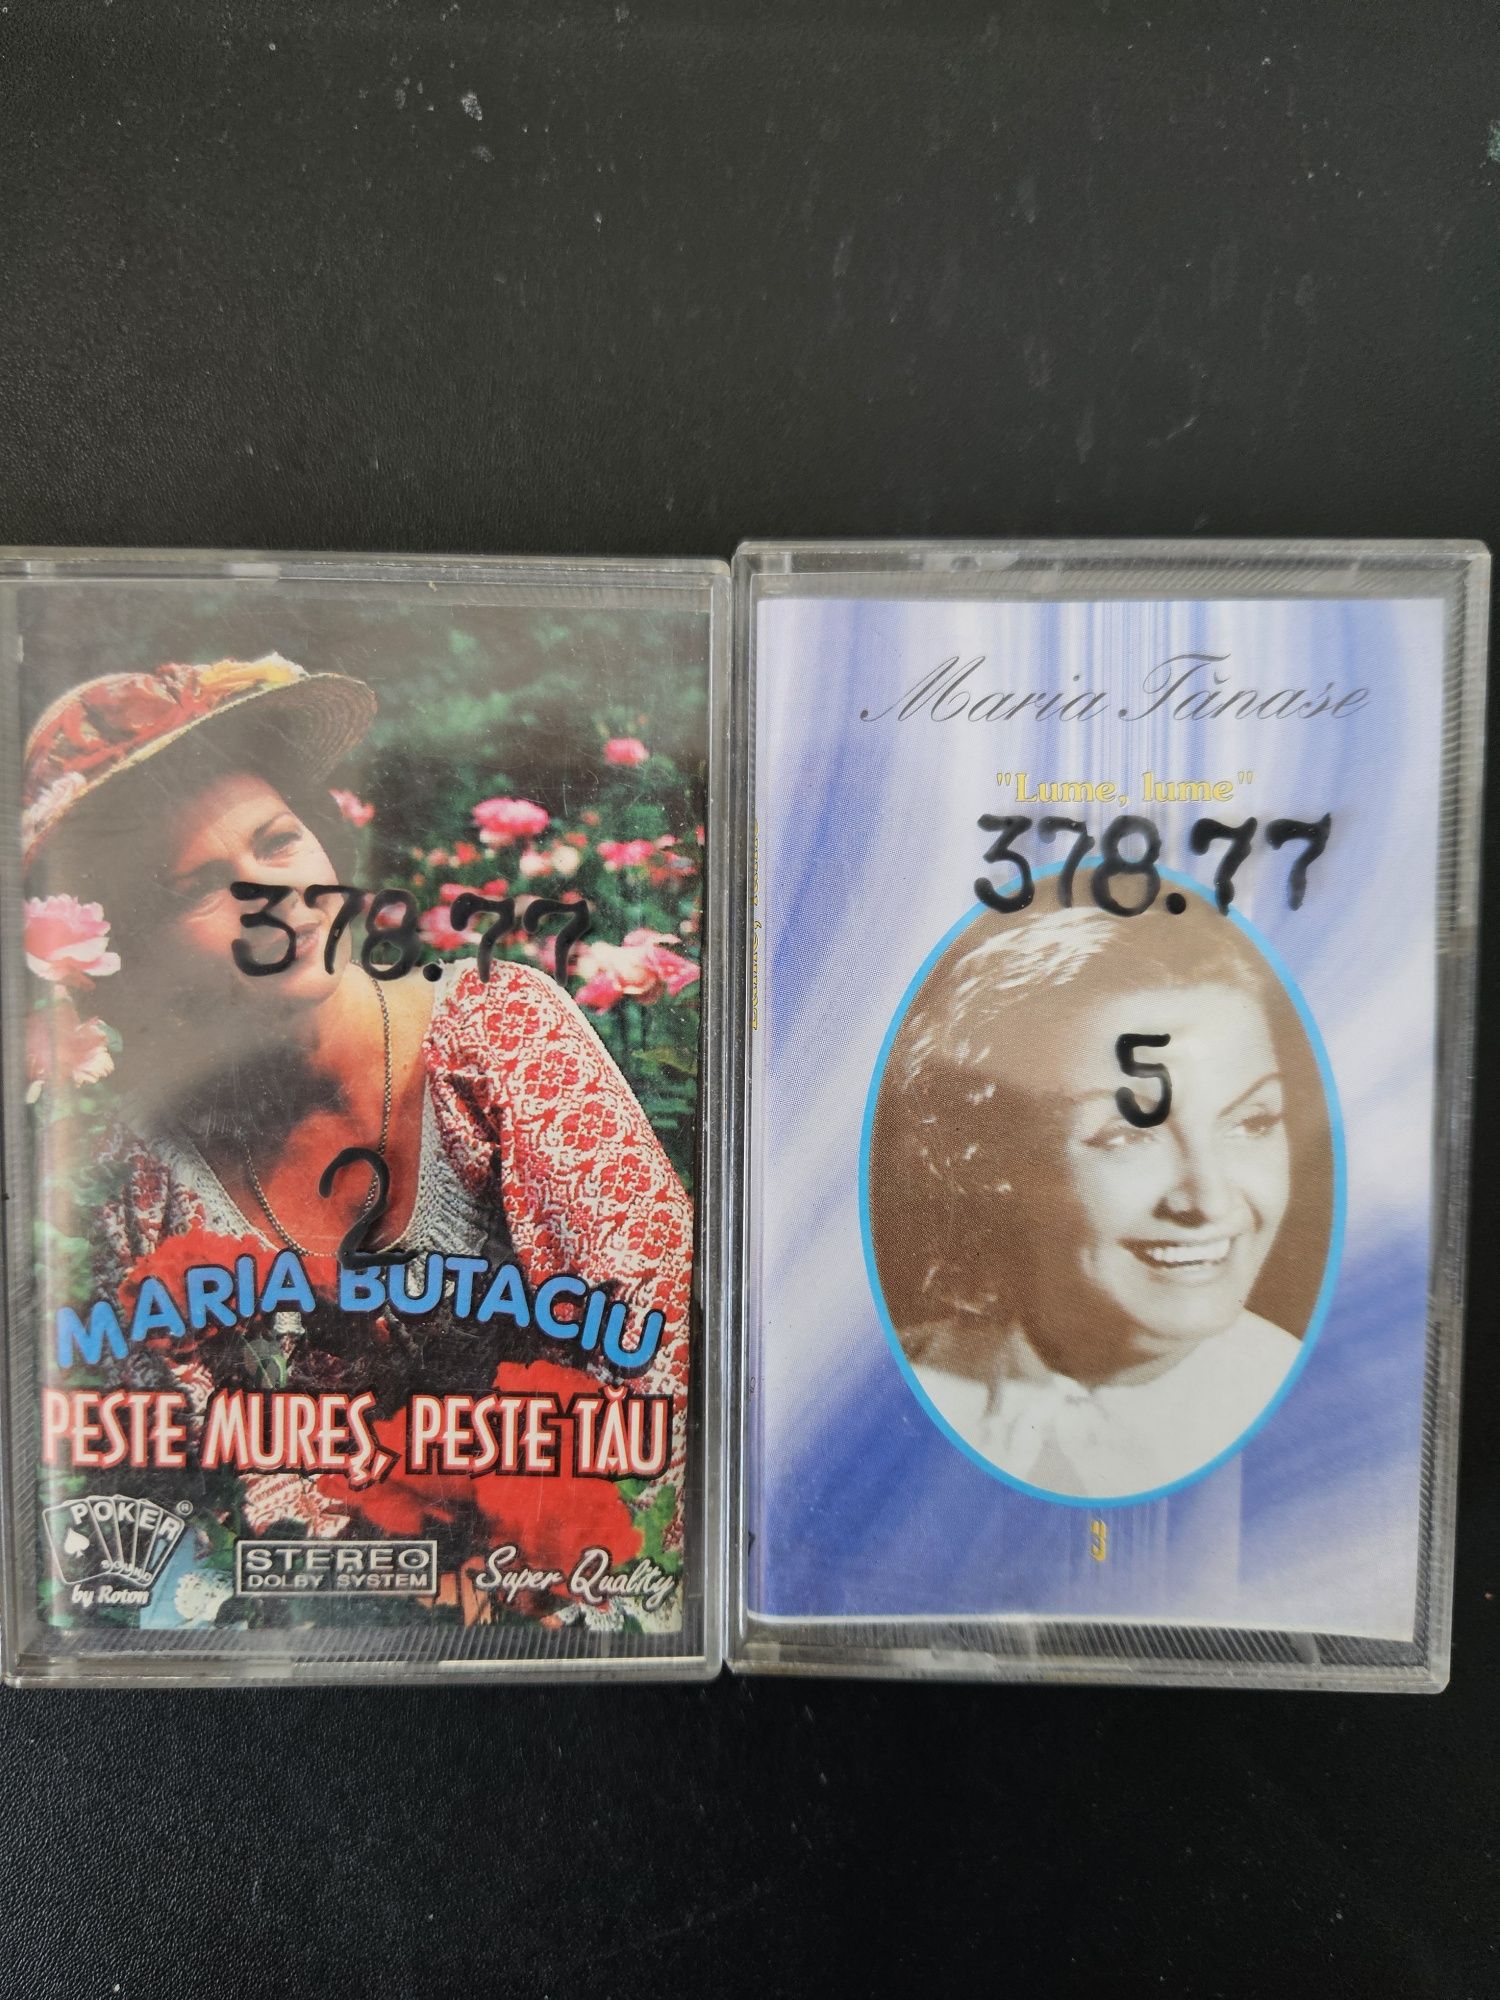 378.77
2
MARIA BUTACIU
PESTE MUREŞ, PESTE TĂU
POKER ®
SOUND
by Roton
STEREO
DOLBY SYSTEM
Super Quality
Maria Tănase
"Lume, lume"
378.77
5
3